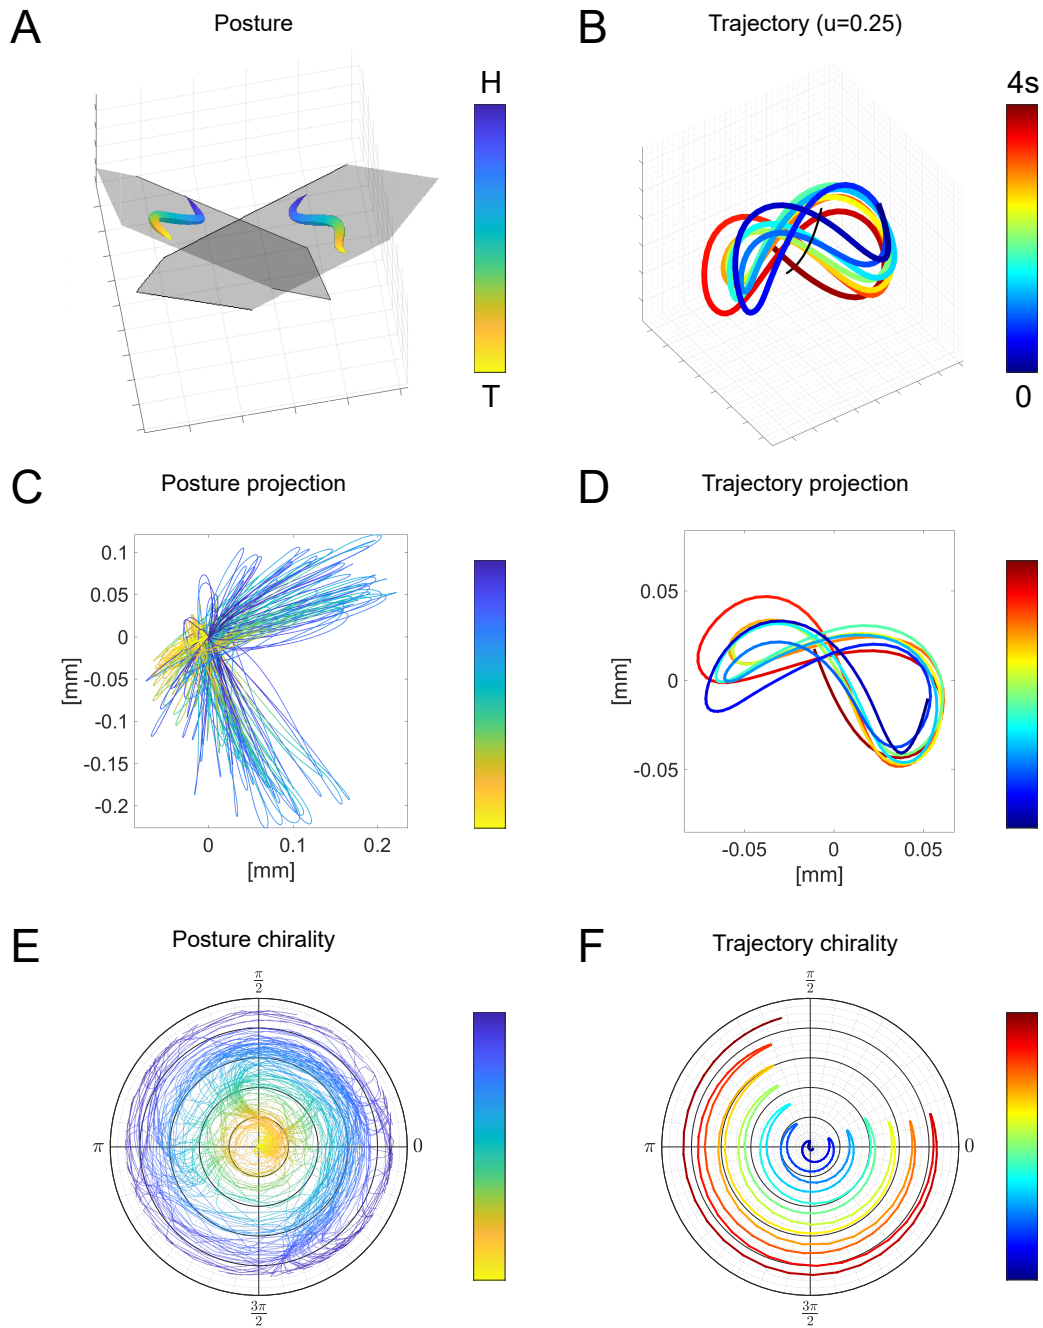 A
Posture
H
T
B
Trajectory (u=0.25)
4s
0
C
Posture projection
0.1
0.05
0
-0.05
-0.1
-0.15
-0.2
[mm]
0
0.1
0.2
[mm]
D
Trajectory projection
0.05
0
-0.05
[mm]
-0.05
0
0.05
[mm]
E
Posture chirality
π/2
π
0
3π/2
F
Trajectory chirality
π/2
π
0
3π/2